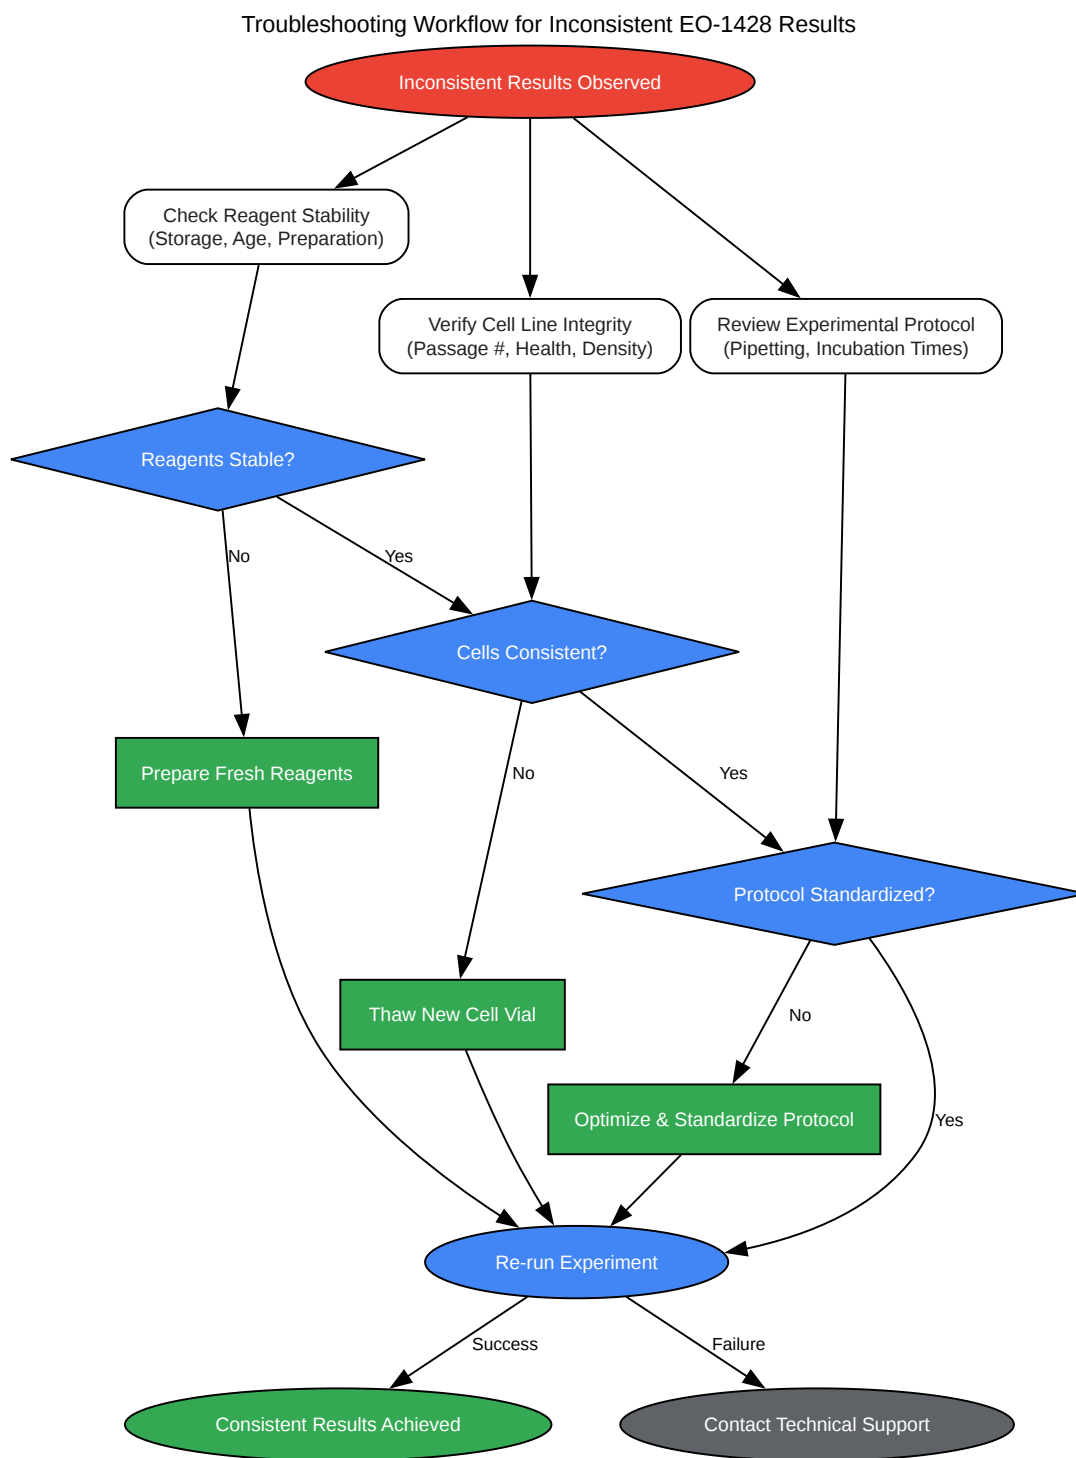 Troubleshooting Workflow for Inconsistent EO-1428 Results
Inconsistent Results Observed
Check Reagent Stability
(Storage, Age, Preparation)
Verify Cell Line Integrity
(Passage #, Health, Density)
Review Experimental Protocol
(Pipetting, Incubation Times)
Reagents Stable?
No
Yes
Cells Consistent?
Prepare Fresh Reagents
No
Yes
Protocol Standardized?
Thaw New Cell Vial
No
Optimize & Standardize Protocol
Yes
Re-run Experiment
Success
Failure
Consistent Results Achieved
Contact Technical Support